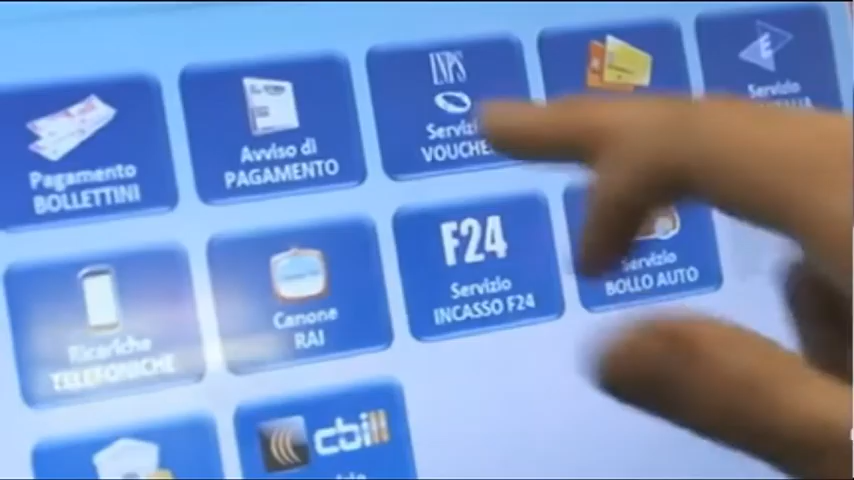 Pagamento
BOLLETTINI
Avviso di
PAGAMENTO
INPS
Servizi
VOUCHE
Servizio
Ricariche
TELEFONICHE
Canone
RAI
F24
Servizio
INCASSO F24
Servizio
BOLLO AUTO
cbill